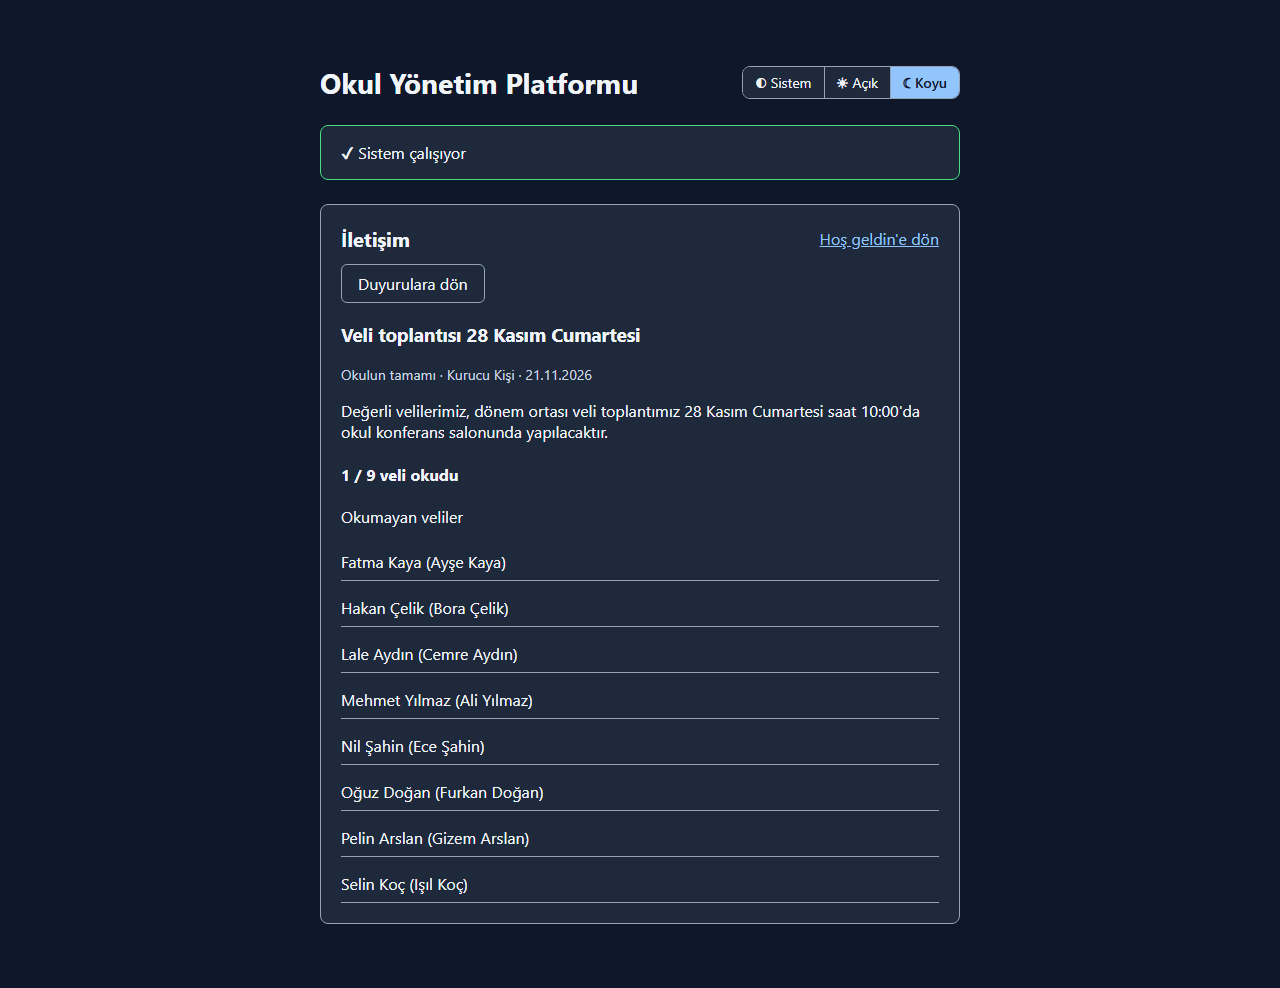 Okul Yönetim Platformu
Sistem
Açık
Koyu
✓ Sistem çalışıyor
İletişim
Hoş geldin'e dön
Duyurulara dön
Veli toplantısı 28 Kasım Cumartesi
Okulun tamamı · Kurucu Kişi · 21.11.2026
Değerli velilerimiz, dönem ortası veli toplantımız 28 Kasım Cumartesi saat 10:00'da
okul konferans salonunda yapılacaktır.
1 / 9 veli okudu
Okumayan veliler
Fatma Kaya (Ayşe Kaya)
Hakan Çelik (Bora Çelik)
Lale Aydın (Cemre Aydın)
Mehmet Yılmaz (Ali Yılmaz)
Nil Şahin (Ece Şahin)
Oğuz Doğan (Furkan Doğan)
Pelin Arslan (Gizem Arslan)
Selin Koç (Işıl Koç)